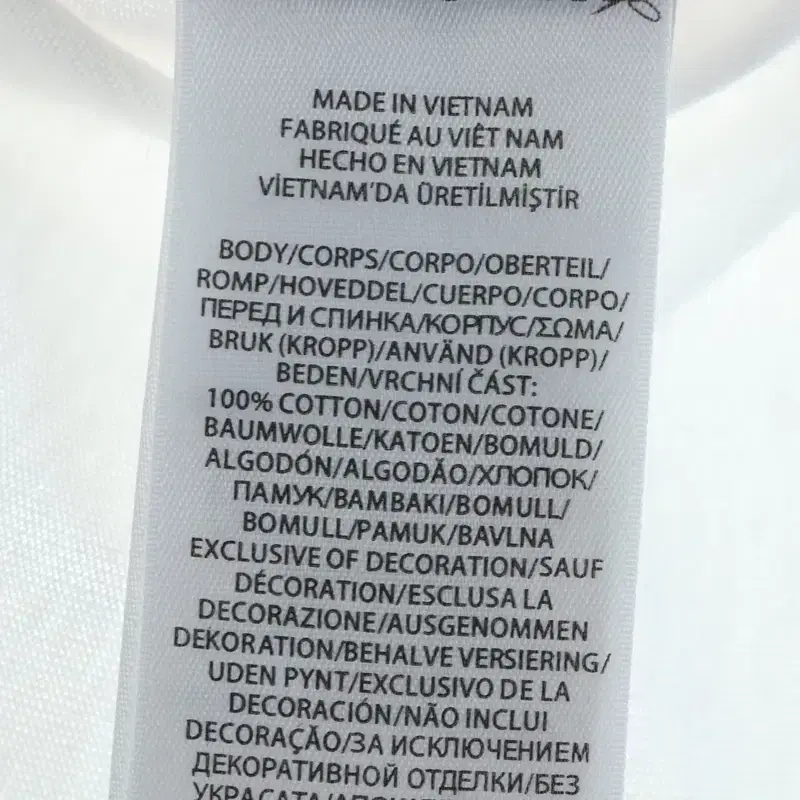 MADE IN VIETNAM
FABRIQUÉ AU VIÊT NAM
HECHO EN VIETNAM
VİETNAM'DA ÜRETİLMİŞTİR
BODY/CORPS/CORPO/OBERTEIL/
ROMP/HOVEDDEL/CUERPO/CORPO/
ПЕРЕД И СПИНКА/КОРПУС/ΣΩΜΑ/
BRUK (KROPP)/ANVÄND (KROPP)/
BEDEN/VRCHNÍ ČÁST:
100% COTTON/COTON/COTONE/
BAUMWOLLE/KATOEN/BOMULD/
ALGODÓN/ALGODÃO/ХЛОПОК/
ПАМУК/BAMBAKI/BOMULL/
BOMULL/PAMUK/BAVLNA
EXCLUSIVE OF DECORATION/SAUF
DÉCORATION/ESCLUSA LA
DECORAZIONE/AUSGENOMMEN
DEKORATION/BEHALVE VERSIERING/
UDEN PYNT/EXCLUSIVO DE LA
DECORACIÓN/NÃO INCLUI
DECORAÇÃO/ЗА ИСКЛЮЧЕНИЕМ
ДЕКОРАТИВНОЙ ОТДЕЛКИ/БЕЗ